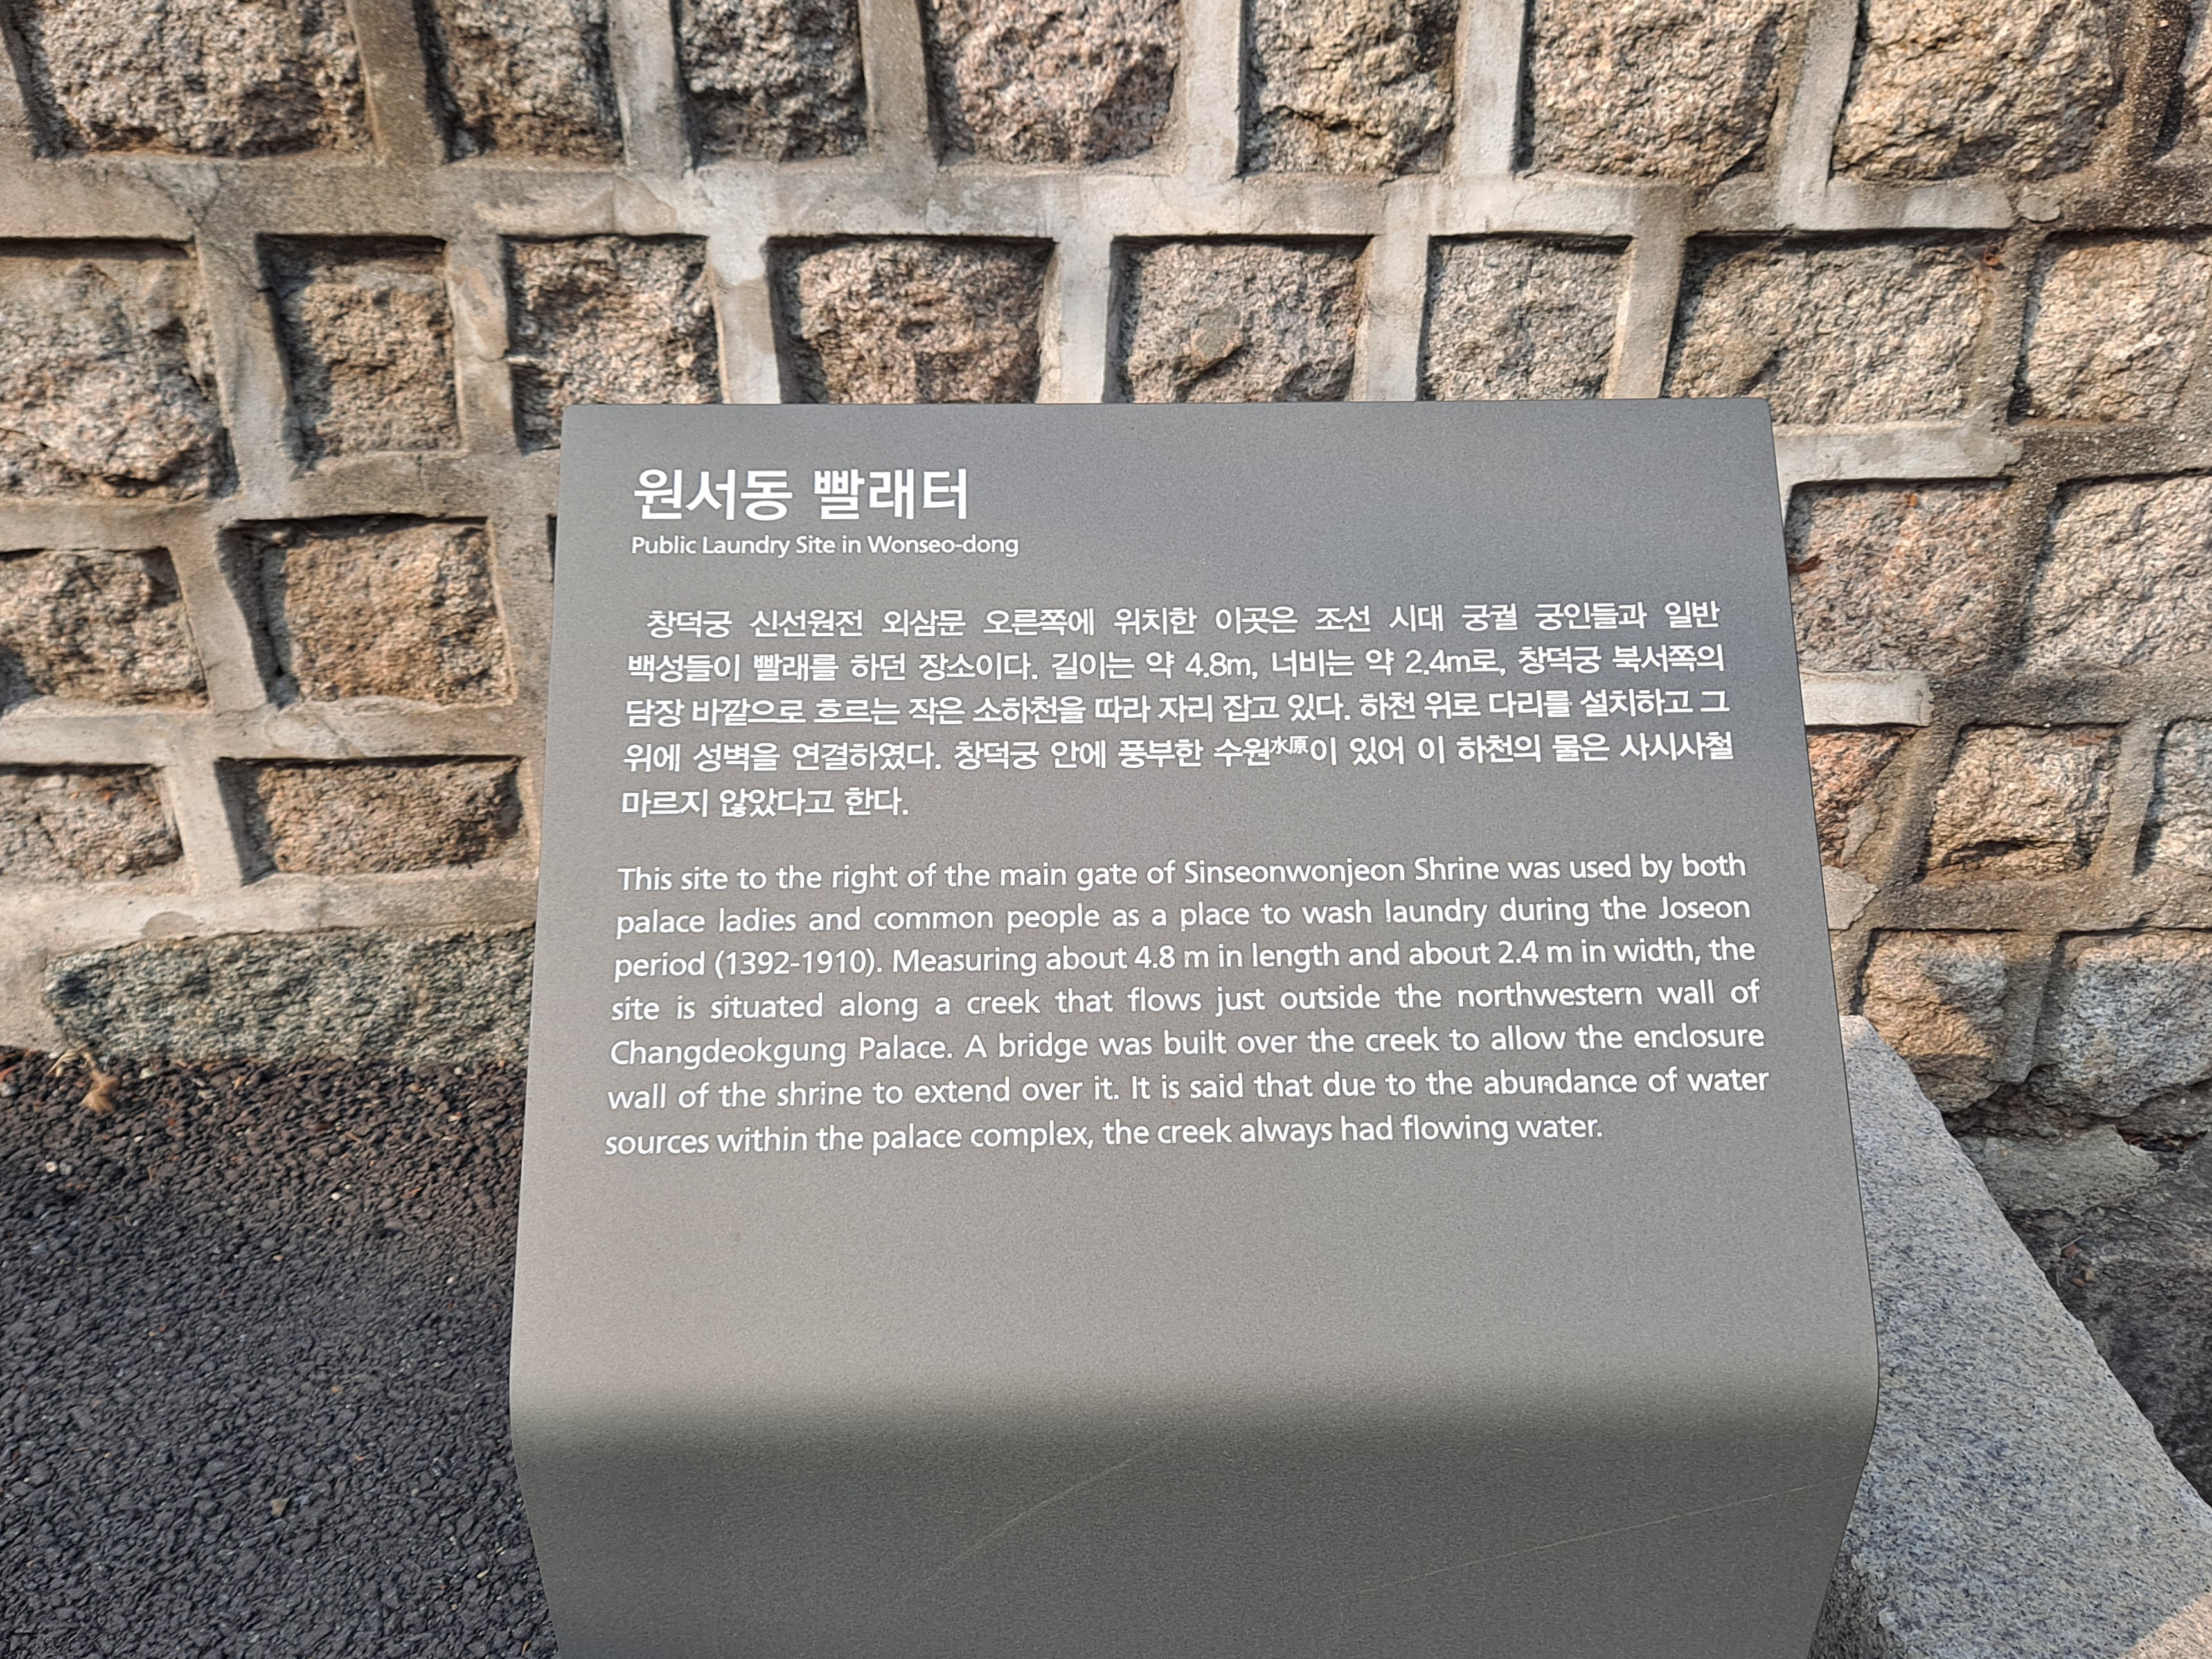 원서동 빨래터
Public Laundry Site in Wonseo-dong
창덕궁 신선원전 외삼문 오른쪽에 위치한 이곳은 조선 시대 궁궐 궁인들과 일반
백성들이 빨래를 하던 장소이다. 길이는 약 4.8m, 너비는 약 2.4m로, 창덕궁 북서쪽의
담장 바깥으로 흐르는 작은 소하천을 따라 자리 잡고 있다. 하천 위로 다리를 설치하고 그
위에 성벽을 연결하였다. 창덕궁 안에 풍부한 수원水原이 있어 이 하천의 물은 사시사철
마르지 않았다고 한다.
This site to the right of the main gate of Sinseonwonjeon Shrine was used by both
palace ladies and common people as a place to wash laundry during the Joseon
period (1392-1910). Measuring about 4.8 m in length and about 2.4 m in width, the
site is situated along a creek that flows just outside the northwestern wall of
Changdeokgung Palace. A bridge was built over the creek to allow the enclosure
wall of the shrine to extend over it. It is said that due to the abundance of water
sources within the palace complex, the creek always had flowing water.